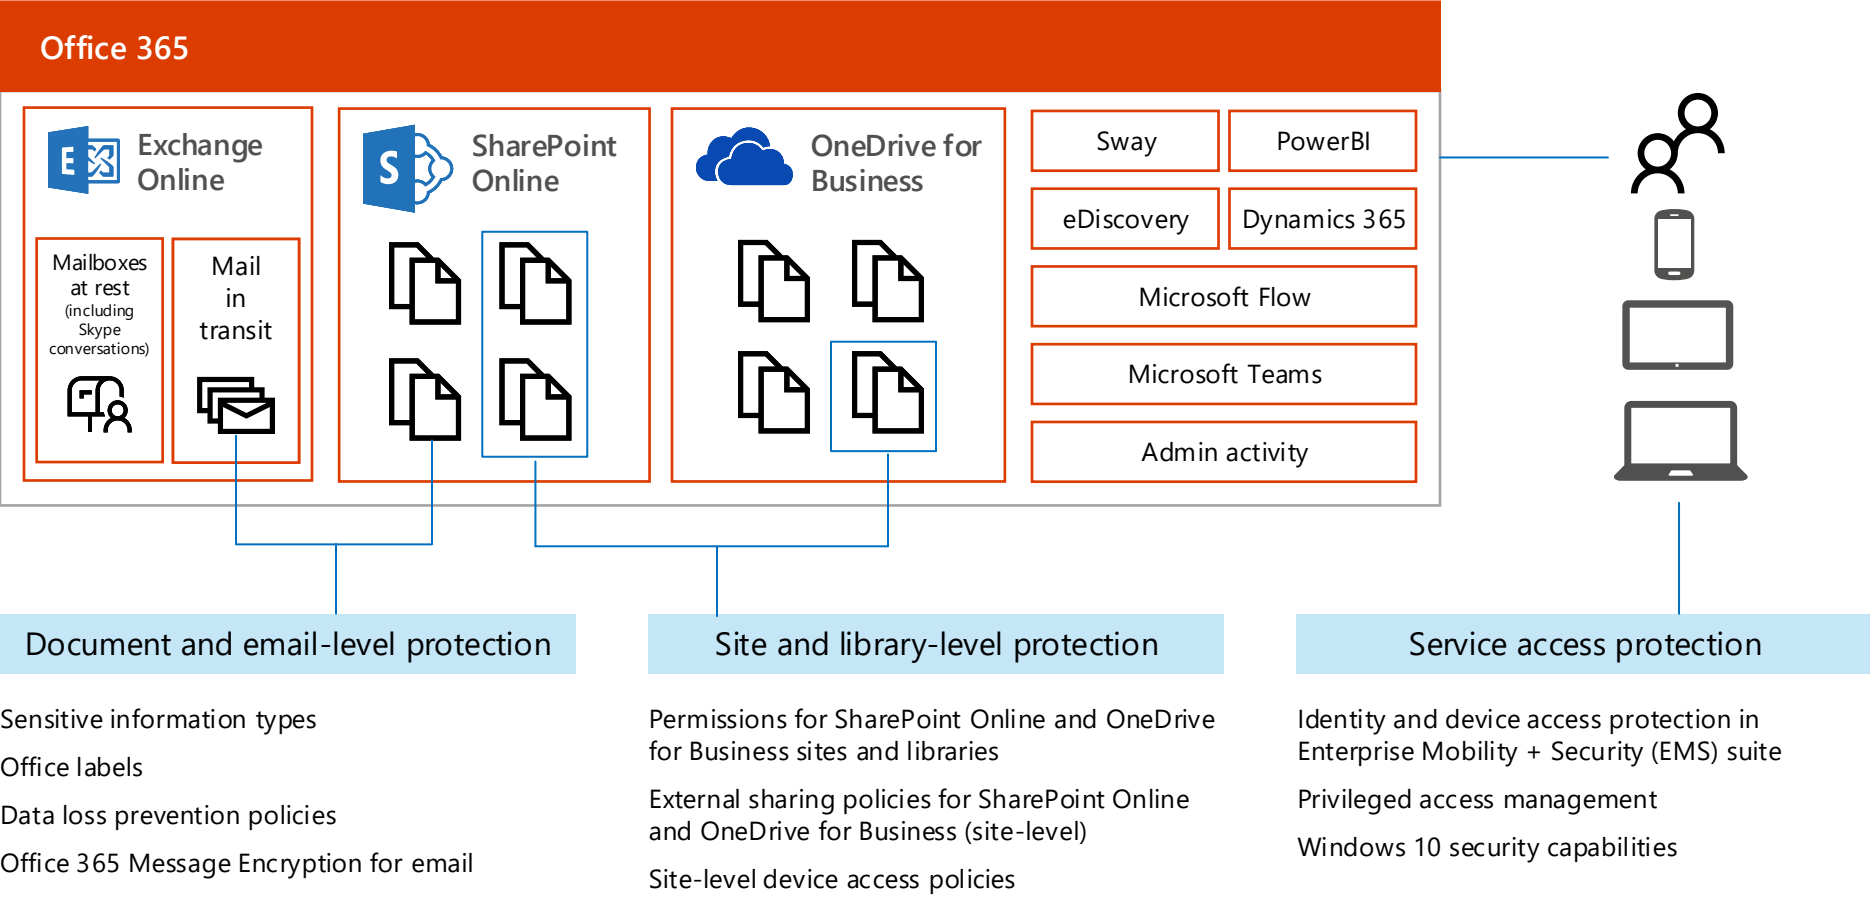 Office 365
E
Exchange
Online
Mailboxes
at rest
(including
Skype
conversations)
Mail
in
transit
S
SharePoint
Online
OneDrive for
Business
Sway
PowerBI
eDiscovery
Dynamics 365
Microsoft Flow
Microsoft Teams
Admin activity
Document and email-level protection
Sensitive information types
Office labels
Data loss prevention policies
Office 365 Message Encryption for email
Site and library-level protection
Permissions for SharePoint Online and OneDrive
for Business sites and libraries
External sharing policies for SharePoint Online
and OneDrive for Business (site-level)
Site-level device access policies
Service access protection
Identity and device access protection in
Enterprise Mobility + Security (EMS) suite
Privileged access management
Windows 10 security capabilities